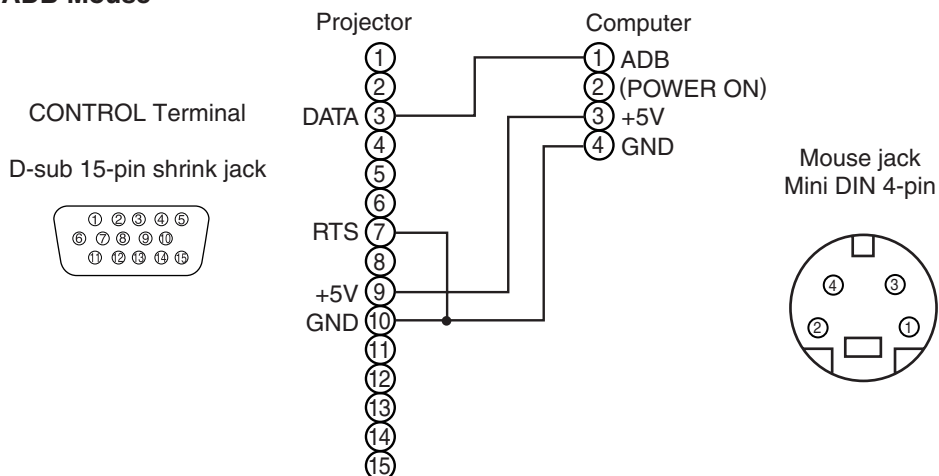 ADB Mouse
Projector
Computer
CONTROL Terminal
D-sub 15-pin shrink jack
1 2 3 4 5
6 7 8 9 10
11 12 13 14 15
1
2
DATA 3
4
5
6
RTS 7
8
+5V 9
GND 10
11
12
13
14
15
1 ADB
2 (POWER ON)
3 +5V
4 GND
Mouse jack
Mini DIN 4-pin
4 3
2 1